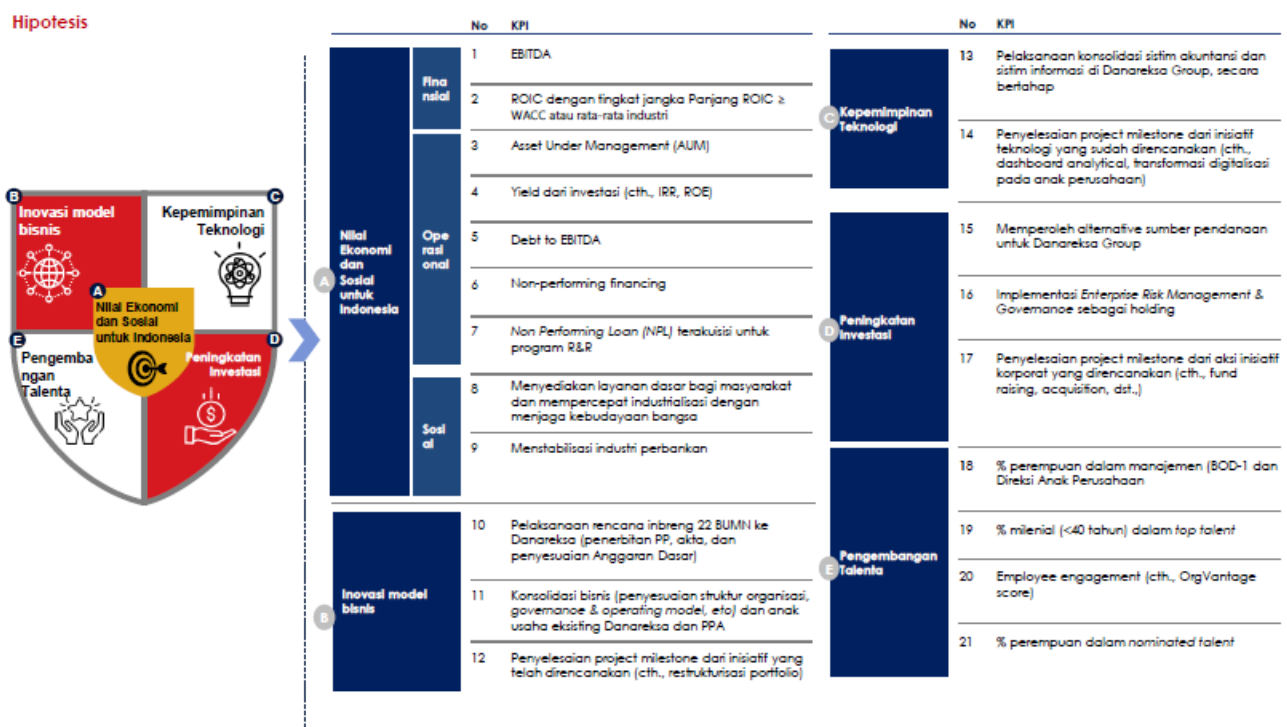 Hipotesis
B
Inovasi model
bisnis
C
Kepemimpinan
Teknologi
A
Nilai Ekonomi
dan Sosial
untuk Indonesia
E
Pengemba
ngan
Talenta
D
Peningkatan
Investasi
No KPI
A
Nilai
Ekonomi
dan
Sosial
untuk
Indonesia
Fina
nsial
1 EBITDA
2 ROIC dengan tingkat jangka Panjang ROIC ≥
WACC atau rata-rata industri
Ope
rasi
onal
3 Asset Under Management (AUM)
4 Yield dari investasi (cth., IRR, ROE)
5 Debt to EBITDA
6 Non-performing financing
7 Non Performing Loan (NPL) terakuisisi untuk
program R&R
Sosi
al
8 Menyediakan layanan dasar bagi masyarakat
dan mempercepat industrialisasi dengan
menjaga kebudayaan bangsa
9 Menstabilisasi industri perbankan
B
Inovasi model
bisnis
10 Pelaksanaan rencana inbreng 22 BUMN ke
Danareksa (penerbitan PP, akta, dan
penyesuaian Anggaran Dasar)
11 Konsolidasi bisnis (penyesuaian struktur organisasi,
governance & operating model, etc) dan anak
usaha eksisting Danareksa dan PPA
12 Penyelesaian project milestone dari inisiatif yang
telah direncanakan (cth., restrukturisasi portfolio)
No KPI
C
Kepemimpinan
Teknologi
13 Pelaksanaan konsolidasi sistim akuntansi dan
sistim informasi di Danareksa Group, secara
bertahap
14 Penyelesaian project milestone dari inisiatif
teknologi yang sudah direncanakan (cth.,
dashboard analytical, transformasi digitalisasi
pada anak perusahaan)
D
Peningkatan
Investasi
15 Memperoleh alternative sumber pendanaan
untuk Danareksa Group
16 Implementasi Enterprise Risk Management &
Governance sebagai holding
17 Penyelesaian project milestone dari aksi inisiatif
korporat yang direncanakan (cth., fund
raising, acquisition, dst.,)
E
Pengembangan
Talenta
18 % perempuan dalam manajemen (BOD-1 dan
Direksi Anak Perusahaan
19 % milenial (<40 tahun) dalam top talent
20 Employee engagement (cth., OrgVantage
score)
21 % perempuan dalam nominated talent